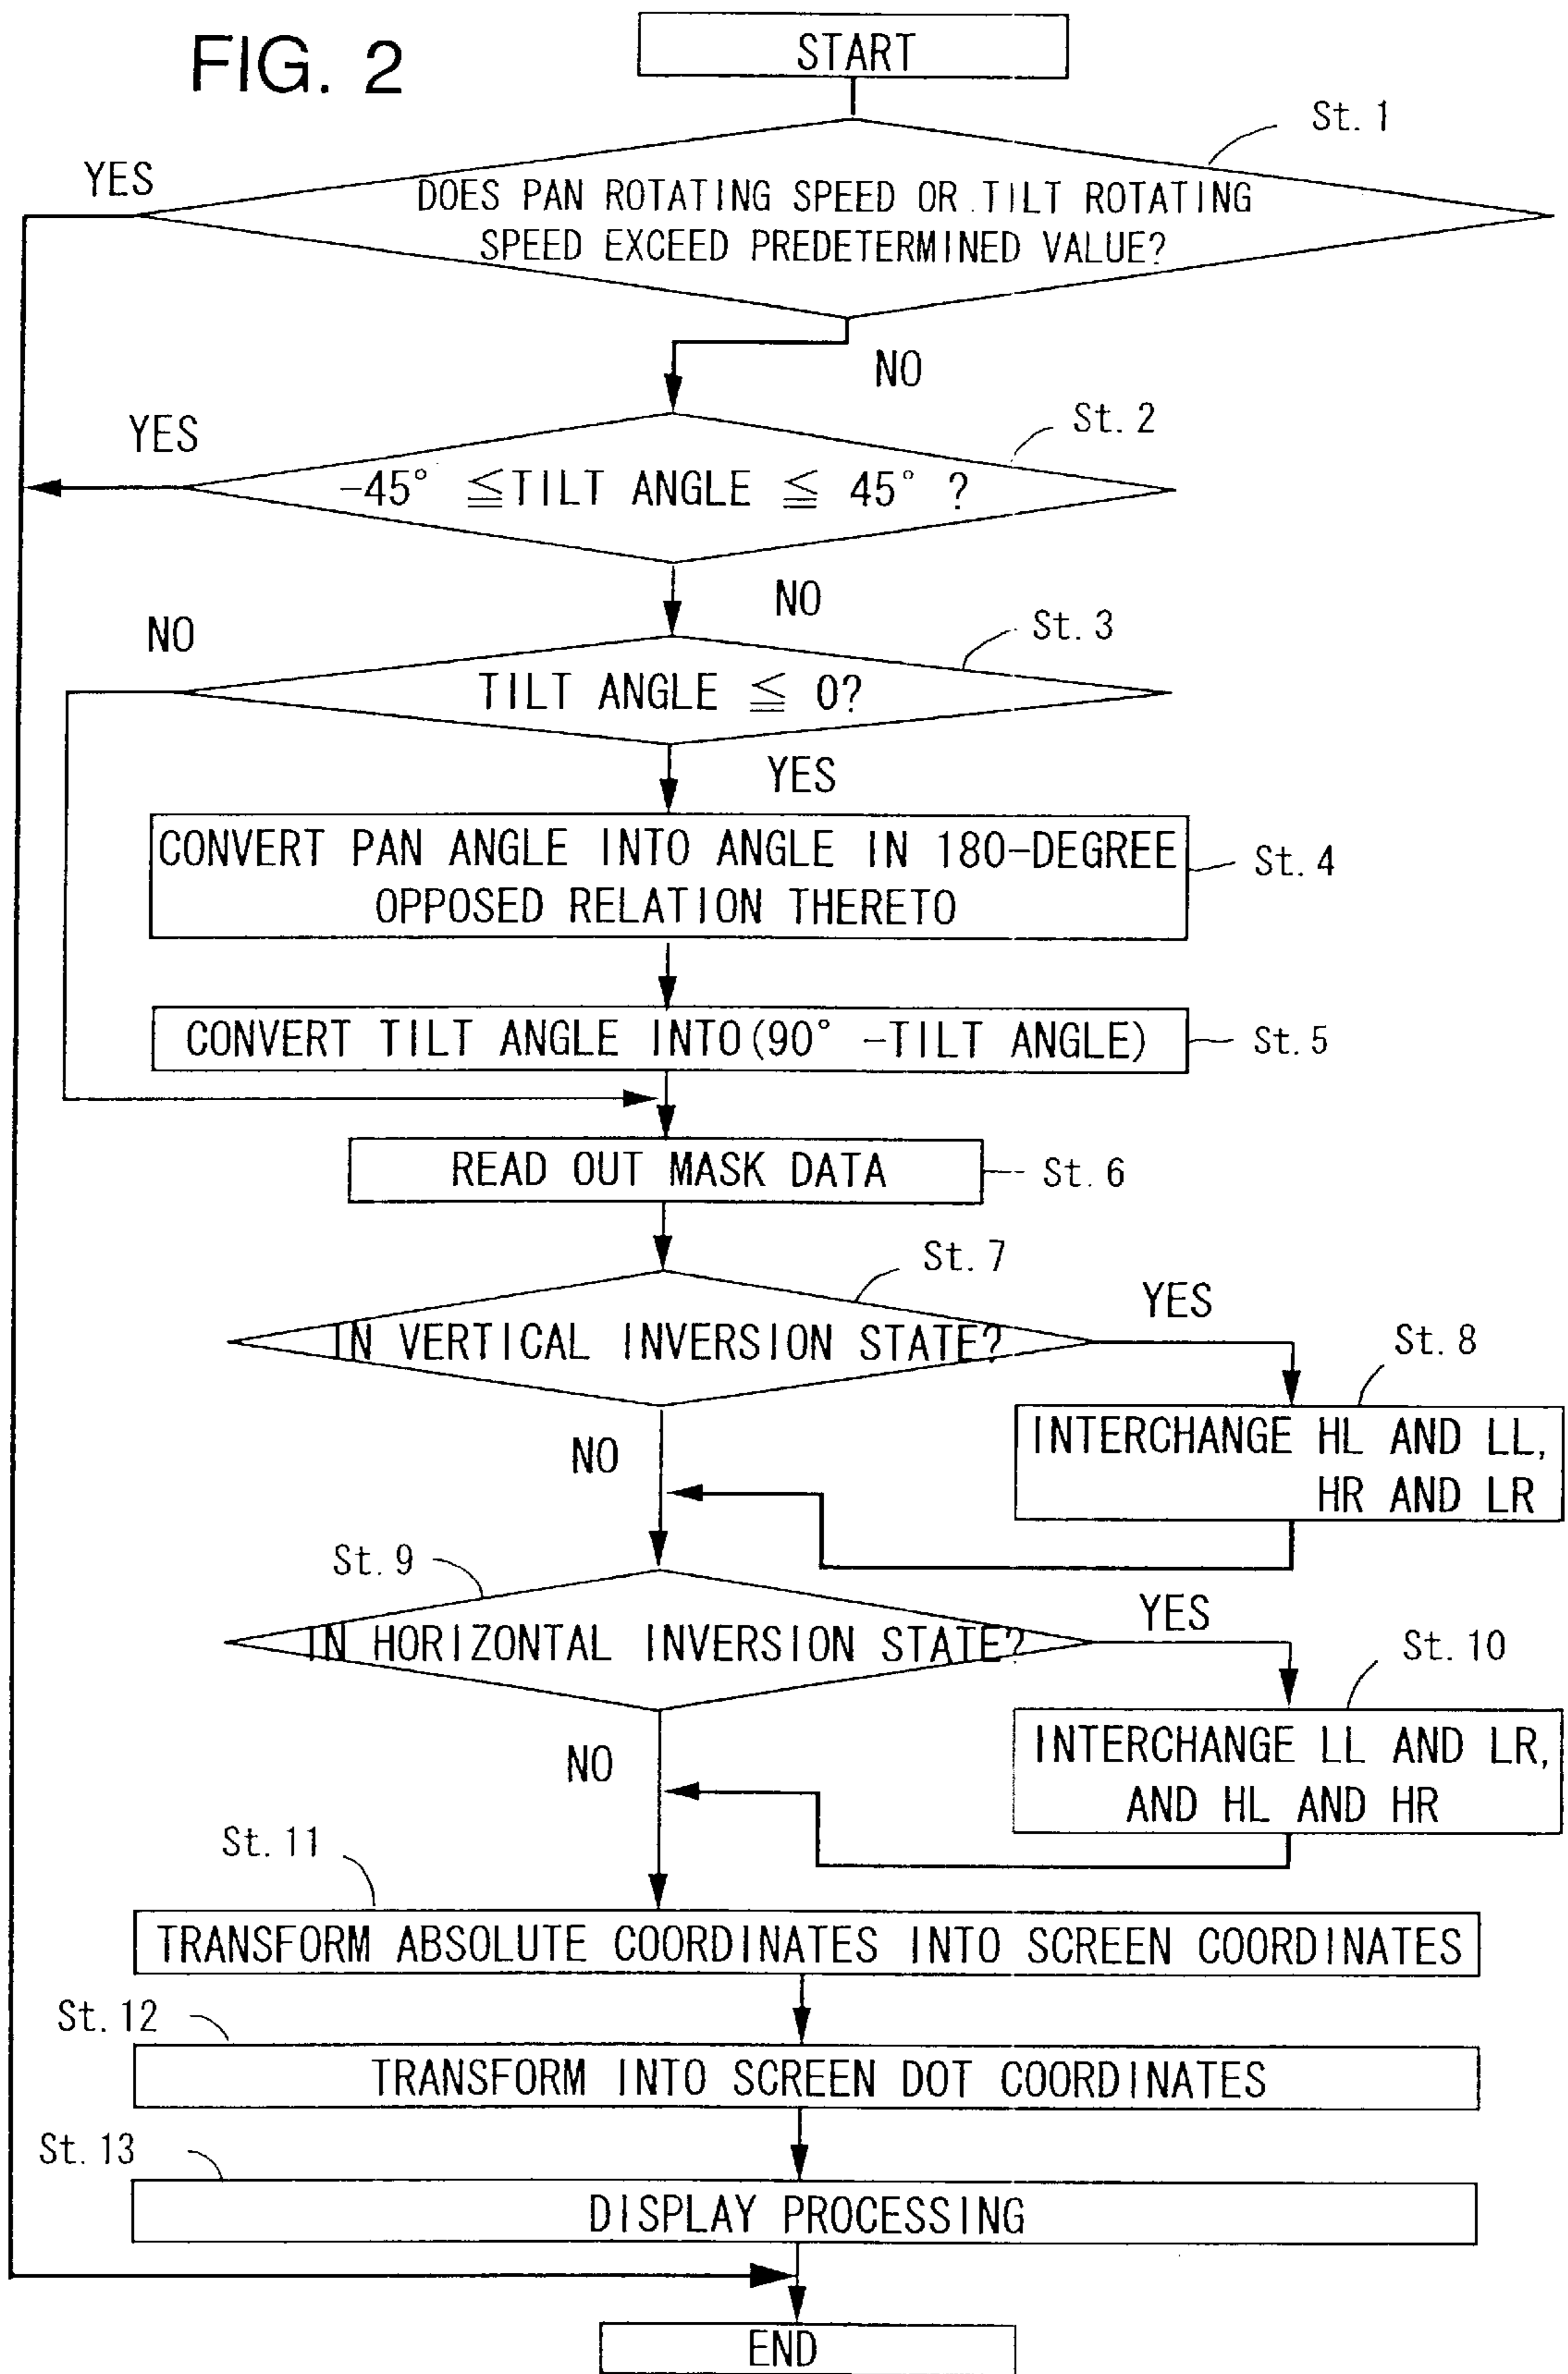 FIG. 2
START
St. 1
YES
DOES PAN ROTATING SPEED OR TILT ROTATING
SPEED EXCEED PREDETERMINED VALUE?
NO
St. 2
YES
-45° ≦TILT ANGLE ≦ 45° ?
NO
NO
St. 3
TILT ANGLE ≦ 0?
YES
CONVERT PAN ANGLE INTO ANGLE IN 180-DEGREE
OPPOSED RELATION THERETO
St. 4
CONVERT TILT ANGLE INTO(90° -TILT ANGLE)
St. 5
READ OUT MASK DATA
St. 6
St. 7
YES
IN VERTICAL INVERSION STATE?
St. 8
NO
INTERCHANGE HL AND LL,
HR AND LR
St. 9
YES
IN HORIZONTAL INVERSION STATE?
St. 10
NO
INTERCHANGE LL AND LR,
AND HL AND HR
St. 11
TRANSFORM ABSOLUTE COORDINATES INTO SCREEN COORDINATES
St. 12
TRANSFORM INTO SCREEN DOT COORDINATES
St. 13
DISPLAY PROCESSING
END